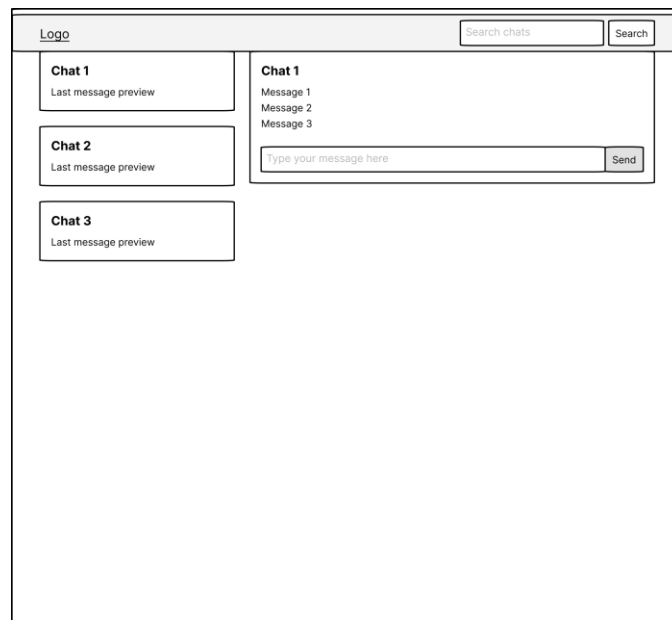 Logo
Search chats
Search
Chat 1
Last message preview
Chat 2
Last message preview
Chat 3
Last message preview
Chat 1
Message 1
Message 2
Message 3
Type your message here
Send